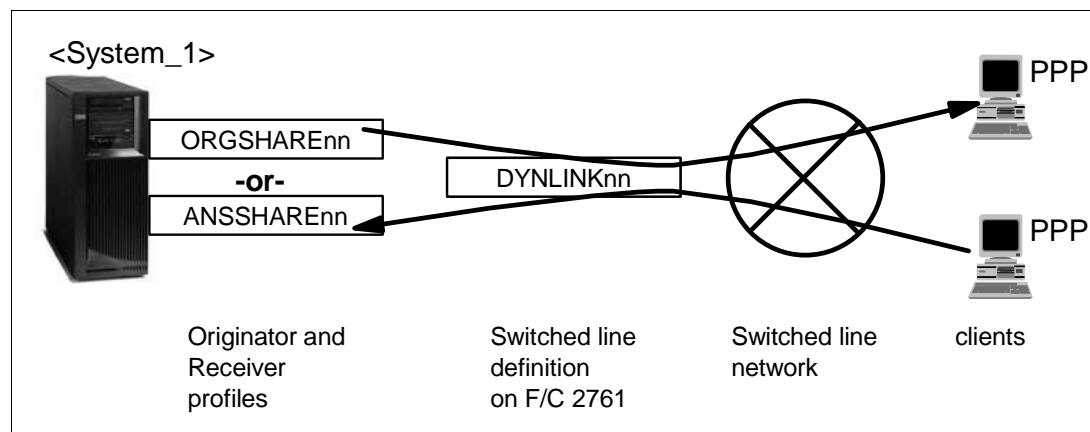 <System_1>
PPP
ORGSHAREnn
-or-
DYNLINKnn
ANSSHAREnn
PPP
Originator and
Receiver
profiles
Switched line
definition
on F/C 2761
Switched line
network
clients